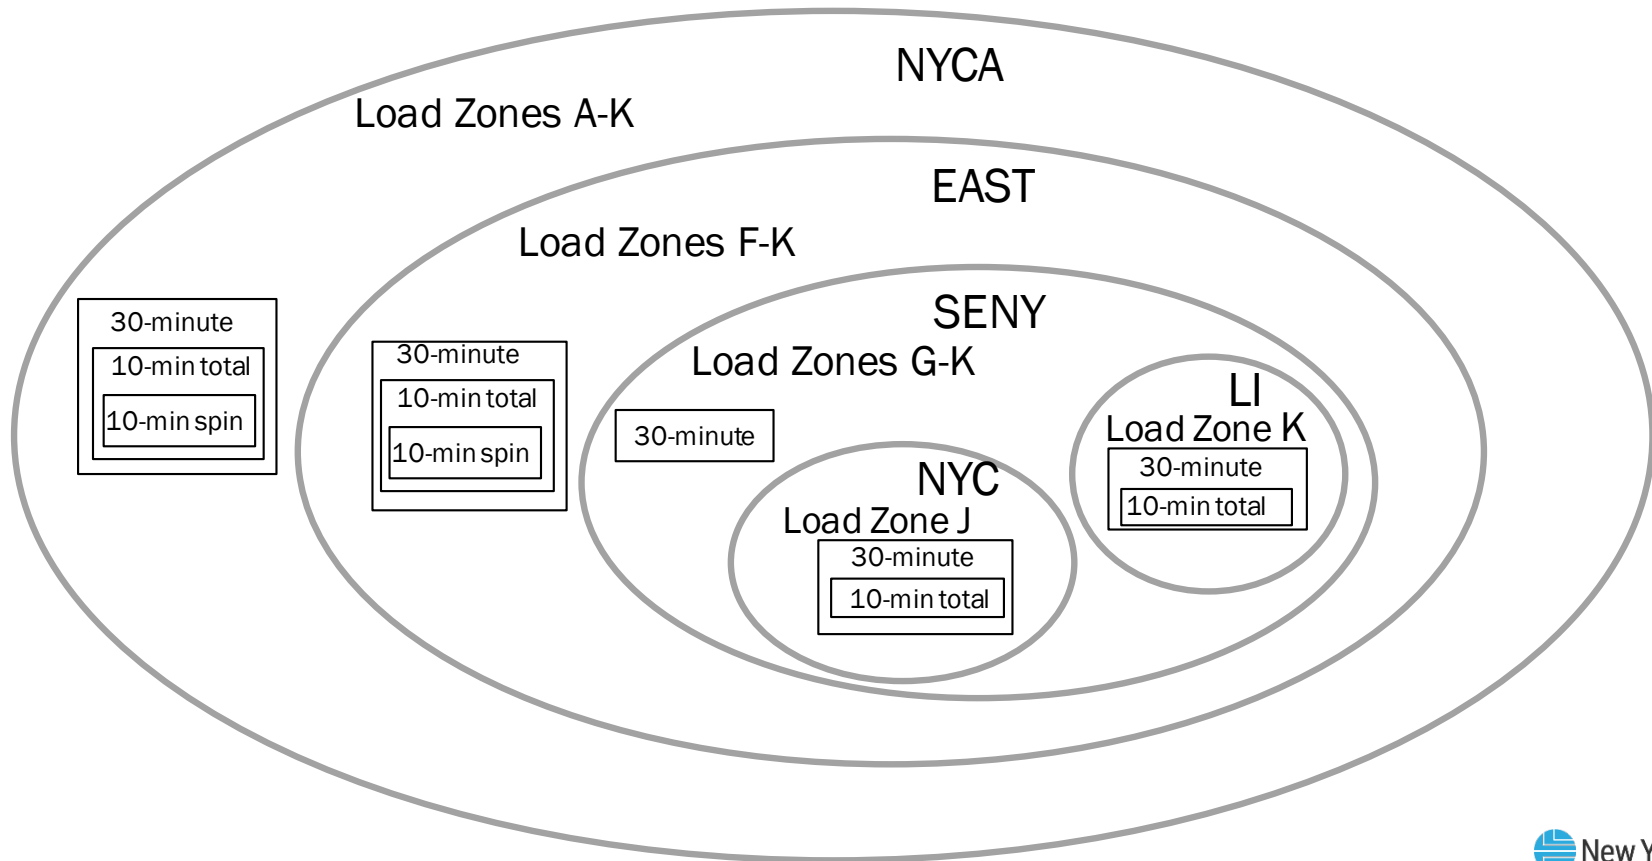 NYCA
Load Zones A-K
EAST
Load Zones F-K
SENY
Load Zones G-K
30-minute
10-min total
10-min spin
30-minute
10-min total
10-min spin
30-minute
NYC
Load Zone J
30-minute
10-min total
LI
Load Zone K
30-minute
10-min total
New Y